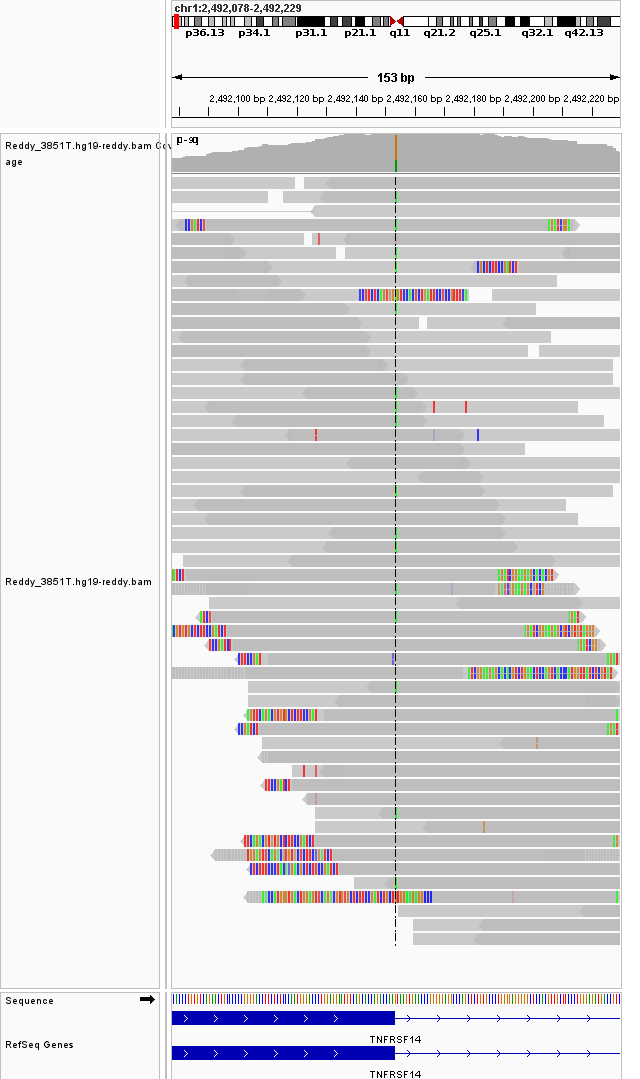 chr1:2,492,078-2,492,229
p36.13 p34.1 p31.1 p21.1 q11 q21.2 q25.1 q32.1 q42.13
153 bp
2,492,100 bp 2,492,120 bp 2,492,140 bp 2,492,160 bp 2,492,180 bp 2,492,200 bp 2,492,220 bp
Reddy_3851T.hg19-reddy.bam Cov
age
Reddy_3851T.hg19-reddy.bam
Sequence
TNFRSF14
RefSeq Genes
TNFRSF14